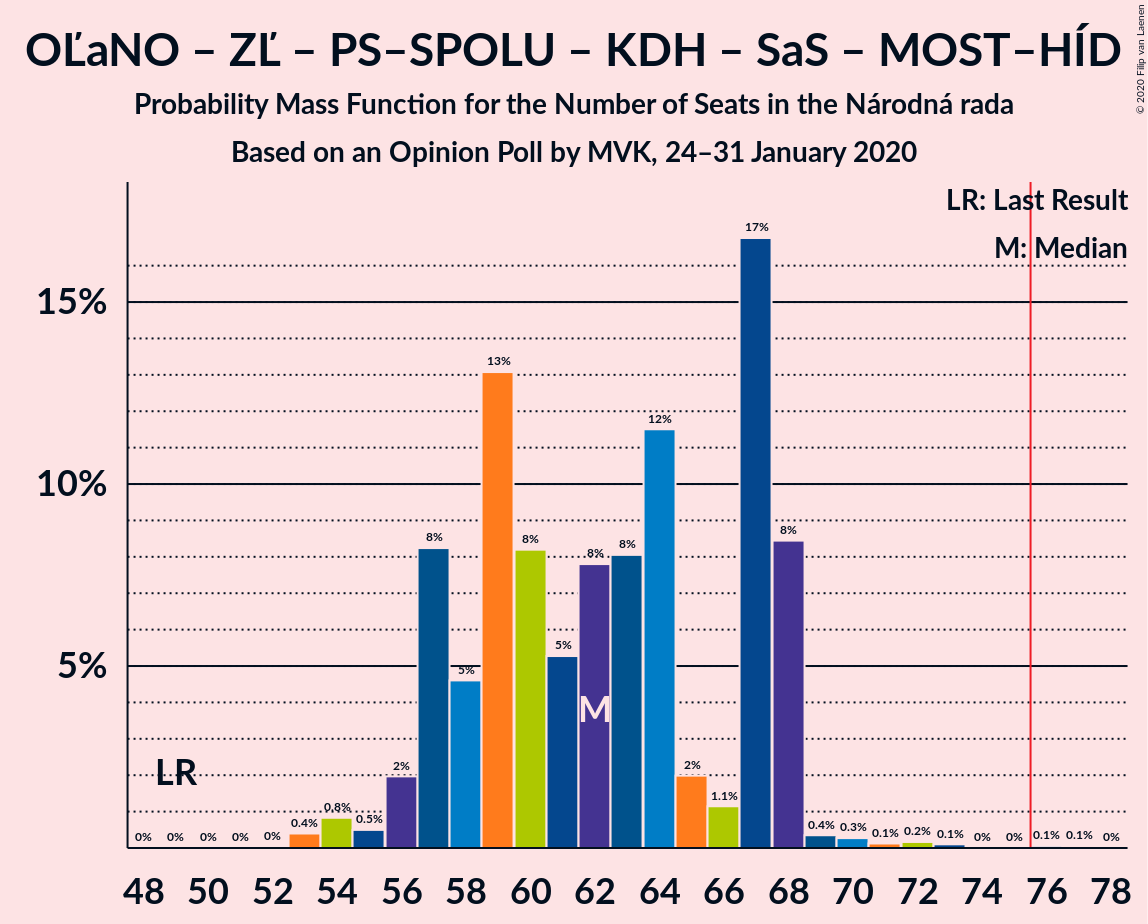 OĽaNO – ZĽ – PS–SPOLU – KDH – SaS – MOST–HÍD
Probability Mass Function for the Number of Seats in the Národná rada
Based on an Opinion Poll by MVK, 24–31 January 2020
© 2020 Filip van Laenen
LR: Last Result
M: Median
15%
10%
5%
LR
M
0% 0% 0% 0% 0% 0.4% 0.8% 0.5% 2% 8% 5% 13% 8% 5% 8% 8% 12% 2% 1.1% 17% 8% 0.4% 0.3% 0.1% 0.2% 0.1% 0% 0% 0.1% 0.1% 0%
48 50 52 54 56 58 60 62 64 66 68 70 72 74 76 78